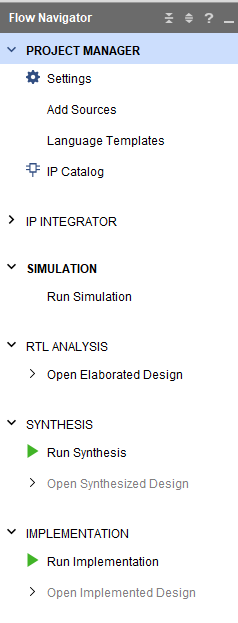 Flow Navigator ?
PROJECT MANAGER
Settings
Add Sources
Language Templates
IP Catalog
IP INTEGRATOR
SIMULATION
Run Simulation
RTL ANALYSIS
Open Elaborated Design
SYNTHESIS
Run Synthesis
Open Synthesized Design
IMPLEMENTATION
Run Implementation
Open Implemented Design